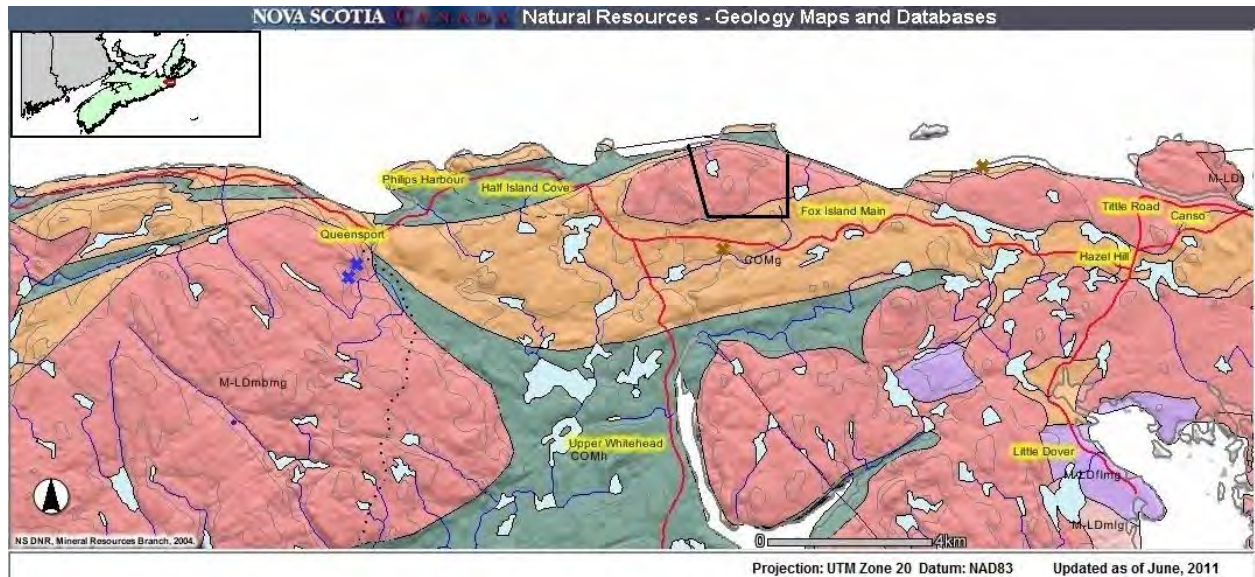 NOVA SCOTIA CANADA Natural Resources - Geology Maps and Databases
M-LD
Philips Harbour
Half Island Cove
Tittle Road
Fox Island Main
Canso
Queensport
Hazel Hill
COMg
M-LDmbmg
Upper Whitehead
COMh
Little Dover
M-LDflmg
M-LDmlg
NS DNR, Mineral Resources Branch, 2004.
0 4km
Projection: UTM Zone 20 Datum: NAD83 Updated as of June, 2011